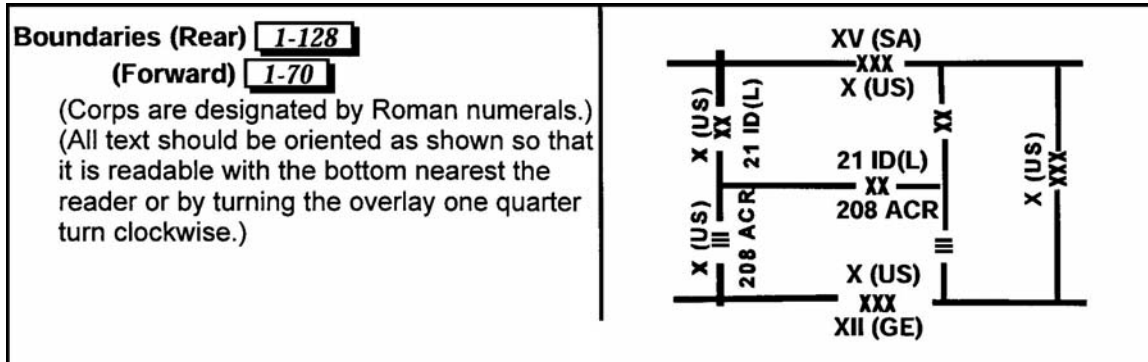 Boundaries (Rear) 1-128
(Forward) 1-70
(Corps are designated by Roman numerals.)
(All text should be oriented as shown so that
it is readable with the bottom nearest the
reader or by turning the overlay one quarter
turn clockwise.)
XV (SA)
XXX
X (US)
X (US)
XX
21 ID(L)
XX
X (US)
XXX
21 ID(L)
XX
208 ACR
X (US)
III
208 ACR
III
X (US)
XXX
XII (GE)